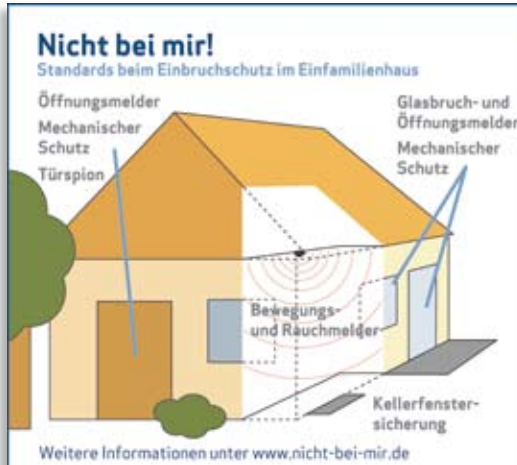 Nicht bei mir!
Standards beim Einbruchschutz im Einfamilienhaus
Öffnungsmelder
Mechanischer
Schutz
Türspion
Glasbruch- und
Öffnungsmelder
Mechanischer
Schutz
Bewegungs-
und Rauchmelder
Kellerfenster-
sicherung
Weitere Informationen unter www.nicht-bei-mir.de